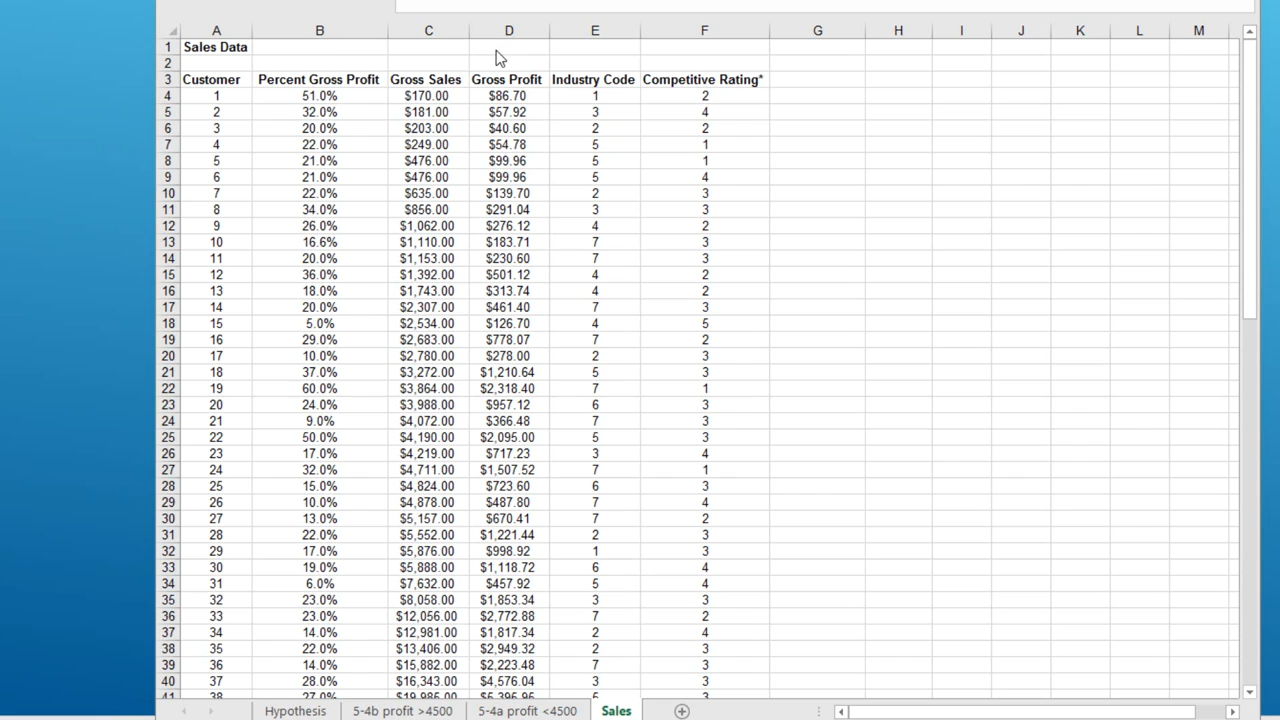 A B C D E F G H I J K L M
1 Sales Data
2
3 Customer Percent Gross Profit Gross Sales Gross Profit Industry Code Competitive Rating*
4 1 51.0% $170.00 $86.70 1 2
5 2 32.0% $181.00 $57.92 3 4
6 3 20.0% $203.00 $40.60 2 2
7 4 22.0% $249.00 $54.78 5 1
8 5 21.0% $476.00 $99.96 5 1
9 6 21.0% $476.00 $99.96 5 4
10 7 22.0% $635.00 $139.70 2 3
11 8 34.0% $856.00 $291.04 3 3
12 9 26.0% $1,062.00 $276.12 4 2
13 10 16.6% $1,110.00 $183.71 7 3
14 11 20.0% $1,153.00 $230.60 7 3
15 12 36.0% $1,392.00 $501.12 4 2
16 13 18.0% $1,743.00 $313.74 4 2
17 14 20.0% $2,307.00 $461.40 7 3
18 15 5.0% $2,534.00 $126.70 4 5
19 16 29.0% $2,683.00 $778.07 7 2
20 17 10.0% $2,780.00 $278.00 2 3
21 18 37.0% $3,272.00 $1,210.64 5 3
22 19 60.0% $3,864.00 $2,318.40 7 1
23 20 24.0% $3,988.00 $957.12 6 3
24 21 9.0% $4,072.00 $366.48 7 3
25 22 50.0% $4,190.00 $2,095.00 5 3
26 23 17.0% $4,219.00 $717.23 3 4
27 24 32.0% $4,711.00 $1,507.52 7 1
28 25 15.0% $4,824.00 $723.60 6 3
29 26 10.0% $4,878.00 $487.80 7 4
30 27 13.0% $5,157.00 $670.41 7 2
31 28 22.0% $5,552.00 $1,221.44 2 3
32 29 17.0% $5,876.00 $998.92 1 3
33 30 19.0% $5,888.00 $1,118.72 6 4
34 31 6.0% $7,632.00 $457.92 5 4
35 32 23.0% $8,058.00 $1,853.34 3 3
36 33 23.0% $12,056.00 $2,772.88 7 2
37 34 14.0% $12,981.00 $1,817.34 2 4
38 35 22.0% $13,406.00 $2,949.32 2 3
39 36 14.0% $15,882.00 $2,223.48 7 3
40 37 28.0% $16,343.00 $4,576.04 3 3
41 38 27.0% $19,985.00 $5,395.95 3
Hypothesis 5-4b profit >4500 5-4a profit <4500 Sales